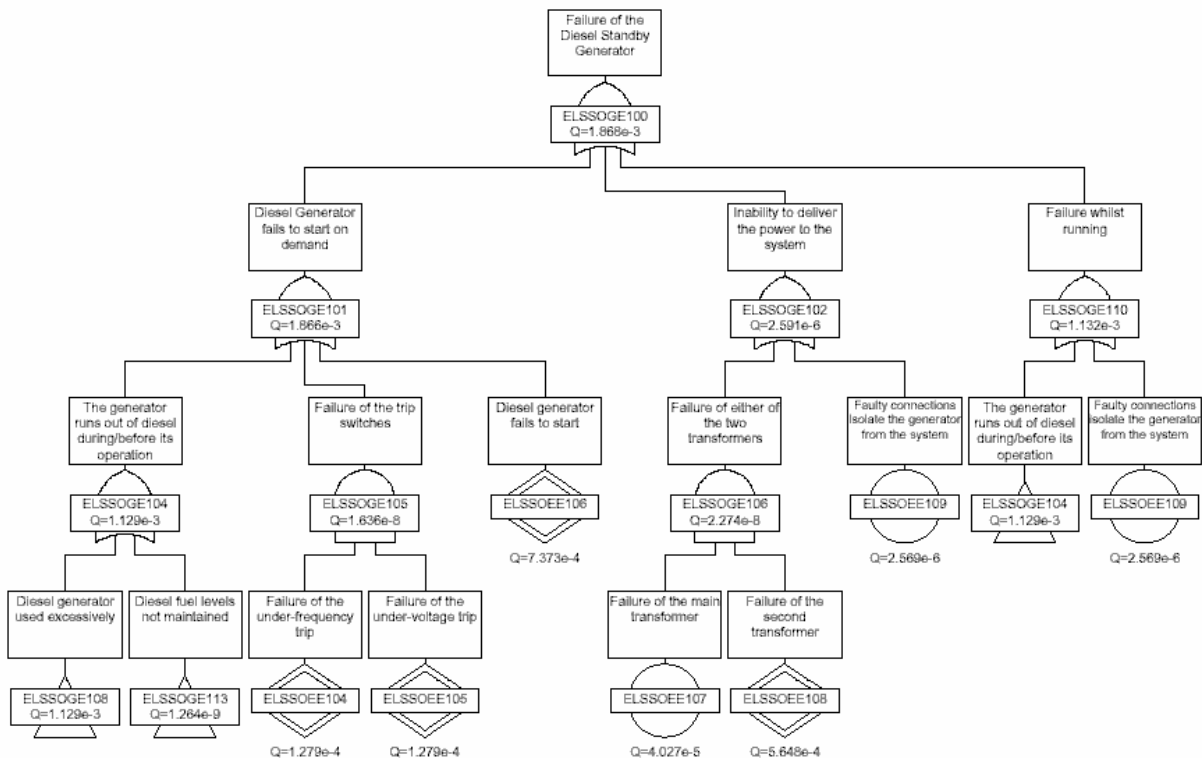 Failure of the
Diesel Standby
Generator
ELSSOGE100
Q=1.868e-3
Diesel Generator
fails to start on
demand
ELSSOGE101
Q=1.866e-3
Inability to deliver
the power to the
system
ELSSOGE102
Q=2.591e-6
Failure whilst
running
ELSSOGE110
Q=1.132e-3
The generator
runs out of diesel
during/before its
operation
ELSSOGE104
Q=1.129e-3
Failure of the trip
switches
ELSSOGE105
Q=1.636e-8
Diesel generator
fails to start
ELSSOEE106
Q=7.373e-4
Failure of either of
the two
transformers
ELSSOGE106
Q=2.274e-8
Faulty connections
isolate the generator
from the system
ELSSOEE109
Q=2.569e-6
The generator
runs out of diesel
during/before its
operation
ELSSOGE104
Q=1.129e-3
Faulty connections
isolate the generator
from the system
ELSSOEE109
Q=2.569e-6
Diesel generator
used excessively
ELSSOGE108
Q=1.129e-3
Diesel fuel levels
not maintained
ELSSOGE113
Q=1.264e-9
Failure of the
under-frequency
trip
ELSSOEE104
Q=1.279e-4
Failure of the
under-voltage trip
ELSSOEE105
Q=1.279e-4
Failure of the main
transformer
ELSSOEE107
Q=4.027e-5
Failure of the
second
transformer
ELSSOEE108
Q=5.648e-4